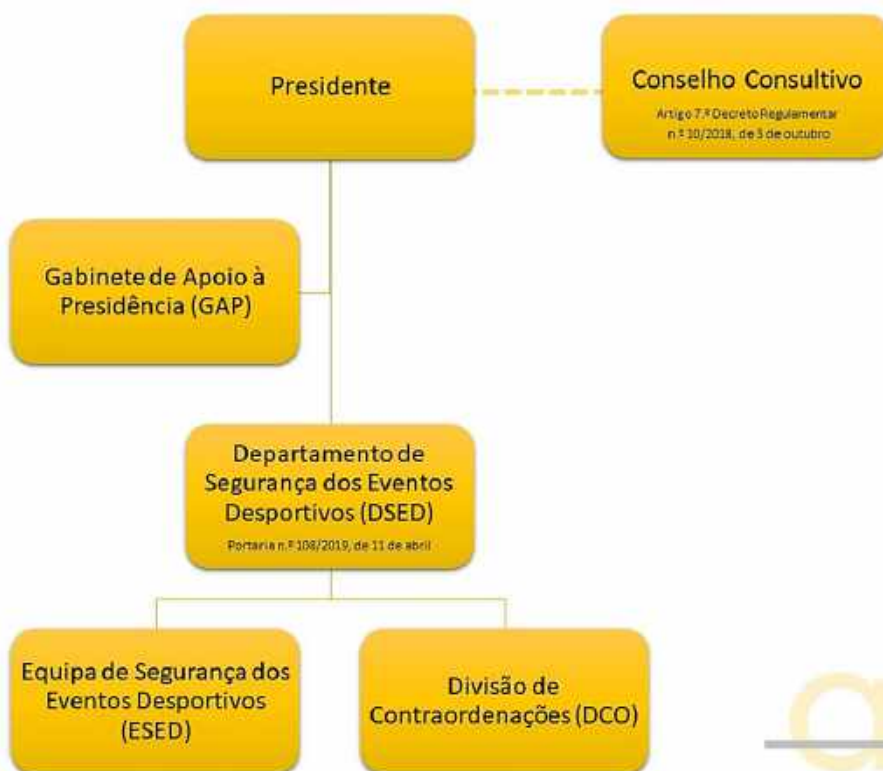 Presidente
Conselho Consultivo
Artigo 7.º Decreto Regulamentar
n.º 10/2018, de 3 de outubro
Gabinete de Apoio à
Presidência (GAP)
Departamento de
Segurança dos Eventos
Desportivos (DSED)
Portaria n.º 108/2019, de 11 de abril
Equipa de Segurança dos
Eventos Desportivos
(ESED)
Divisão de
Contraordenações (DCO)
a